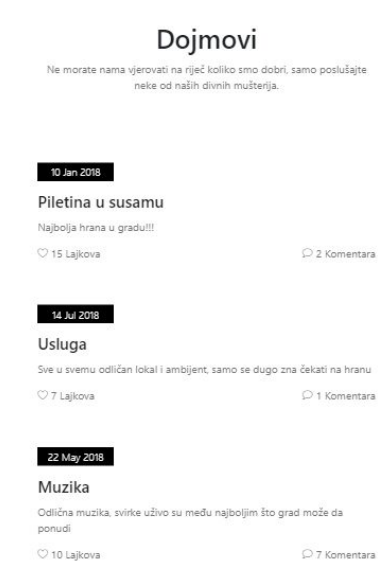 Dojmovi
Ne morate nama vjerovati na riječ koliko smo dobri, samo poslušajte
neke od naših divnih mušterija.
10 Jan 2018
Piletina u susamu
Najbolja hrana u gradu!!!
15 Lajkova 2 Komentara
14 Jul 2018
Usluga
Sve u svemu odličan lokal i ambijent, samo se dugo zna čekati na hranu
7 Lajkova 1 Komentara
22 May 2018
Muzika
Odlična muzika, svirke uživo su među najboljim što grad može da
ponudi
10 Lajkova 7 Komentara